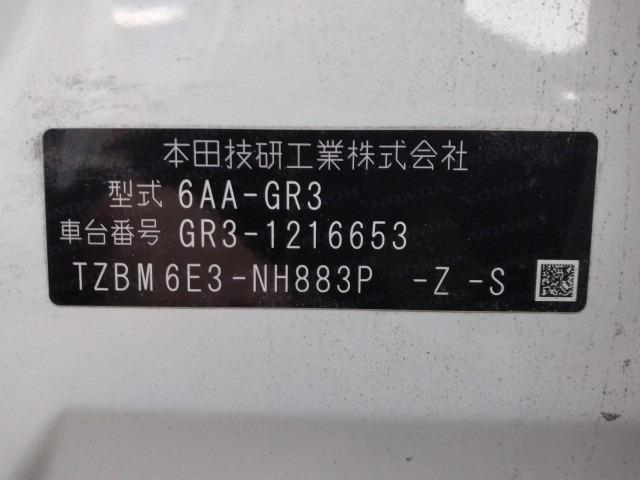 本田技研工業株式会社
型式 6AA-GR3
車台番号 GR3-1216653
TZBM6E3-NH883P -Z-S